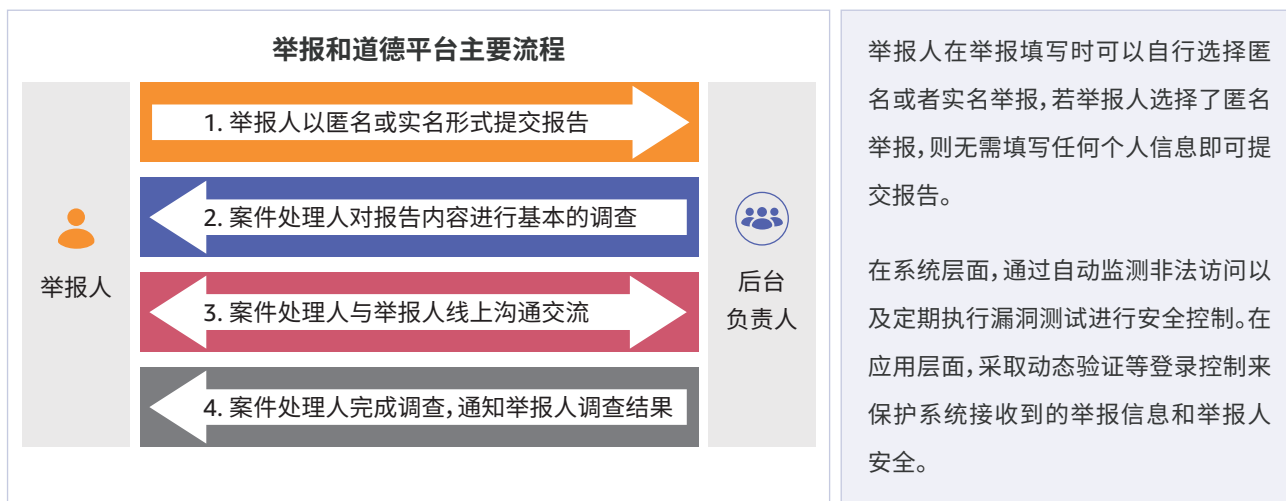 举报和道德平台主要流程
1. 举报人以匿名或实名形式提交报告
2. 案件处理人对报告内容进行基本的调查
举报人
后台
负责人
3. 案件处理人与举报人线上沟通交流
4. 案件处理人完成调查，通知举报人调查结果
举报人在举报填写时可以自行选择匿
名或者实名举报，若举报人选择了匿名
举报，则无需填写任何个人信息即可提
交报告。
在系统层面，通过自动监测非法访问以
及定期执行漏洞测试进行安全控制。在
应用层面，采取动态验证等登录控制来
保护系统接收到的举报信息和举报人
安全。